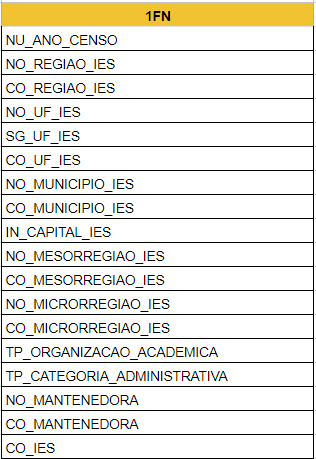 1FN
NU_ANO_CENSO
NO_REGIAO_IES
CO_REGIAO_IES
NO_UF_IES
SG_UF_IES
CO_UF_IES
NO_MUNICIPIO_IES
CO_MUNICIPIO_IES
IN_CAPITAL_IES
NO_MESORREGIAO_IES
CO_MESORREGIAO_IES
NO_MICRORREGIAO_IES
CO_MICRORREGIAO_IES
TP_ORGANIZACAO_ACADEMICA
TP_CATEGORIA_ADMINISTRATIVA
NO_MANTENEDORA
CO_MANTENEDORA
CO_IES